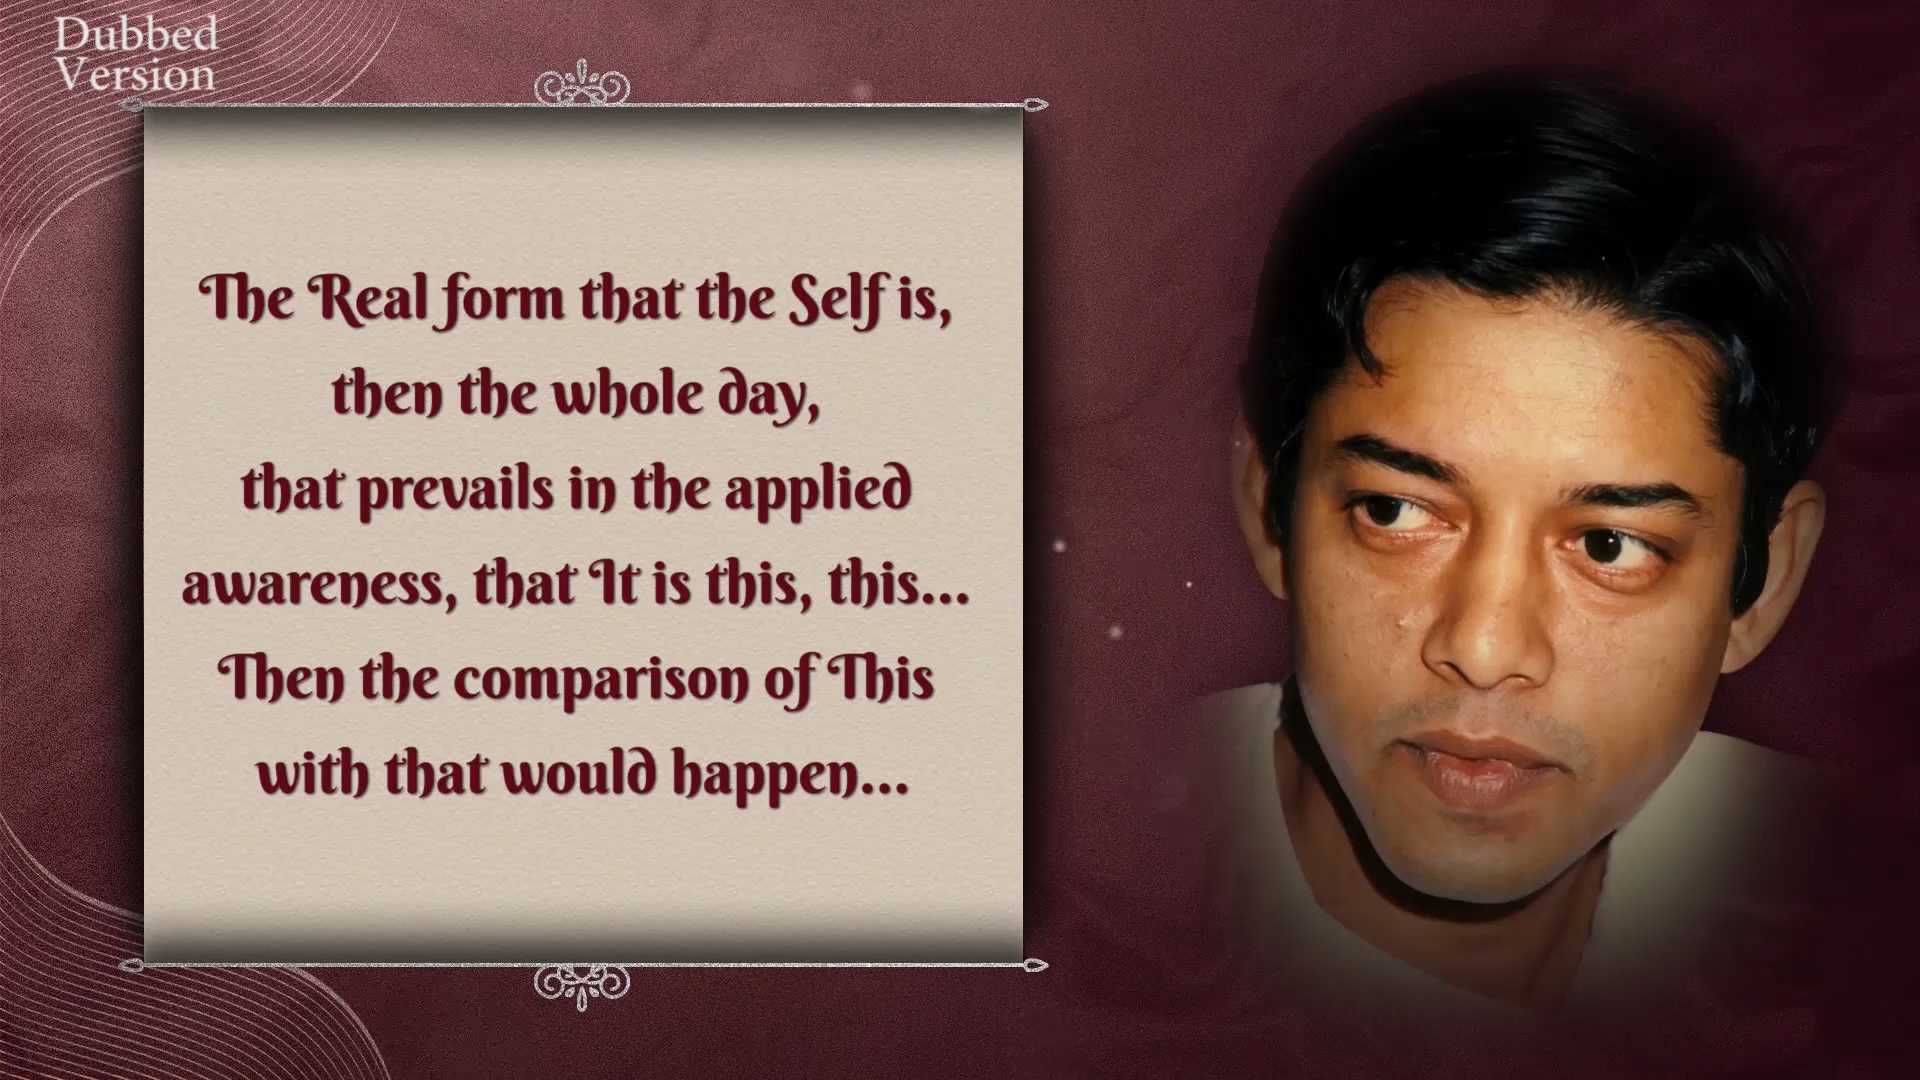 Dubbed
Version
The Real form that the Self is,
then the whole day,
that prevails in the applied
awareness, that It is this, this...
Then the comparison of This
with that would happen...